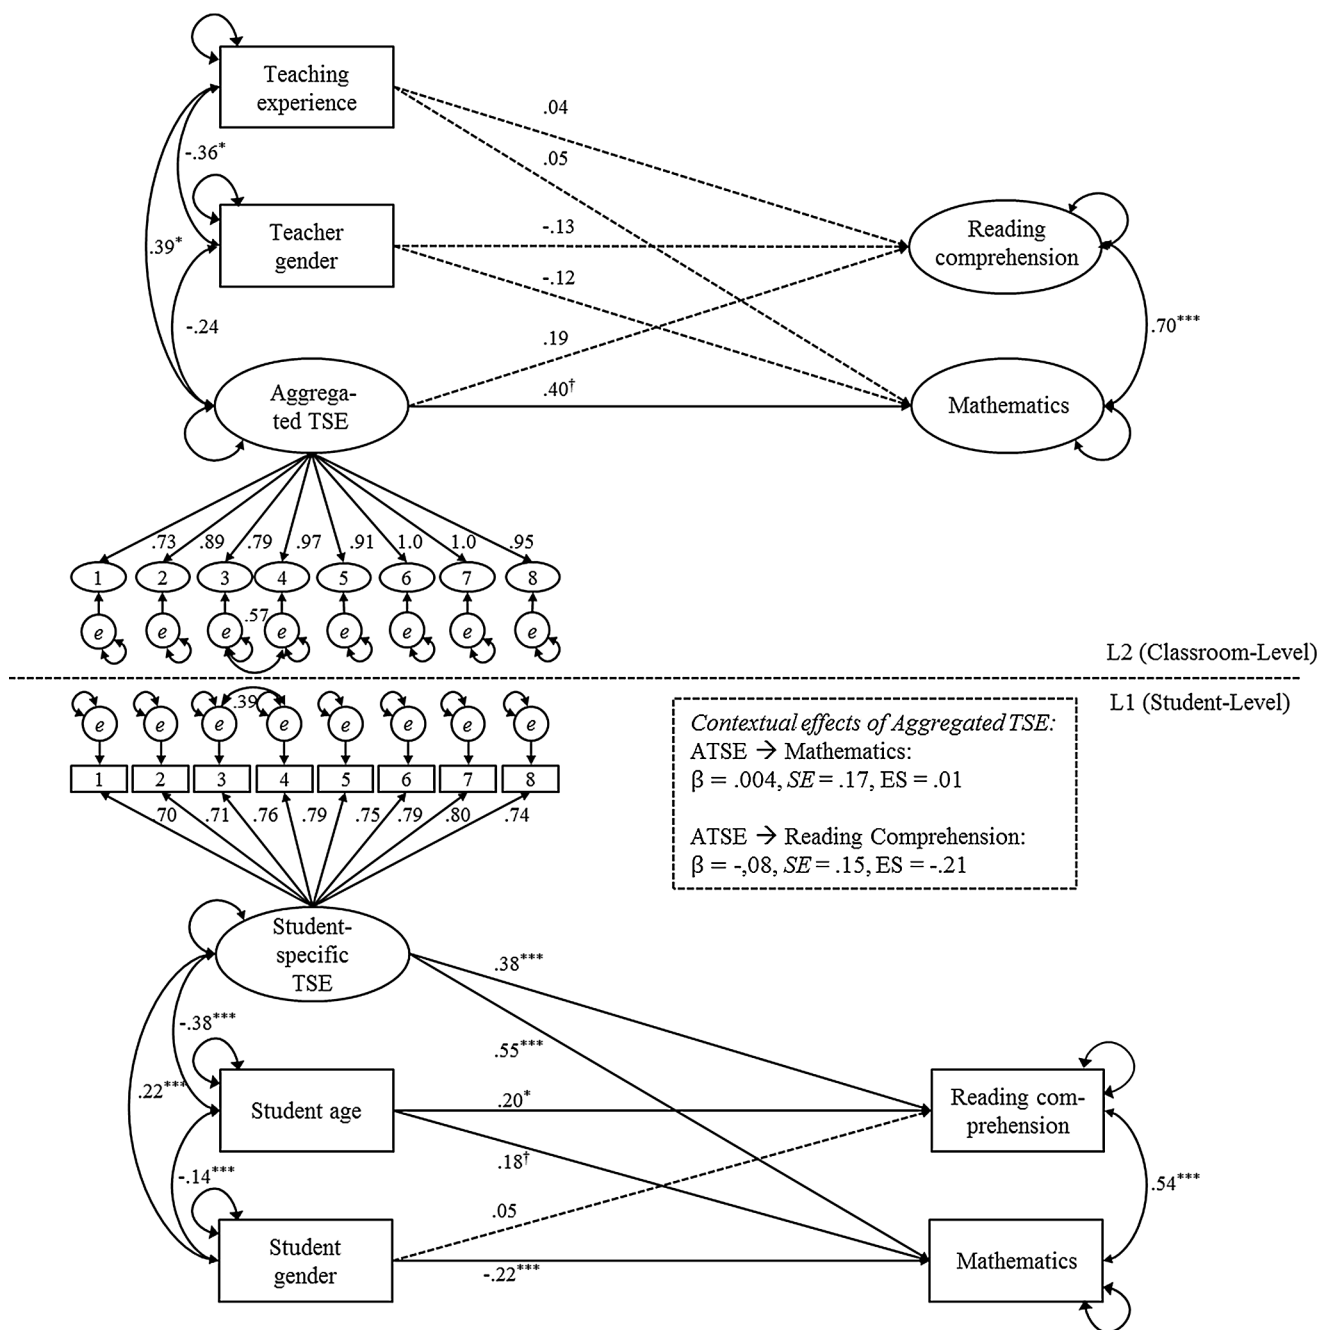 Teaching
experience
.04
.05
-.36*
Teacher
gender
-.13
-.12
Reading
comprehension
.39*
-.24
.19
.70***
Aggrega-
ted TSE
.40†
Mathematics
.73 .89 .79 .97 .91 1.0 1.0 .95
1 2 3 4 5 6 7 8
.57
e e e e e e e e
L2 (Classroom-Level)
L1 (Student-Level)
.39
e e e e e e e e
1 2 3 4 5 6 7 8
.70 .71 .76 .79 .75 .79 .80 .74
Contextual effects of Aggregated TSE:
ATSE → Mathematics:
β = .004, SE = .17, ES = .01
ATSE → Reading Comprehension:
β = -,08, SE = .15, ES = -.21
Student-
specific
TSE
.38***
-.38***
.55***
.22***
Student age
.20*
Reading com-
prehension
.18†
-.14***
.05
.54***
Student
gender
-.22***
Mathematics